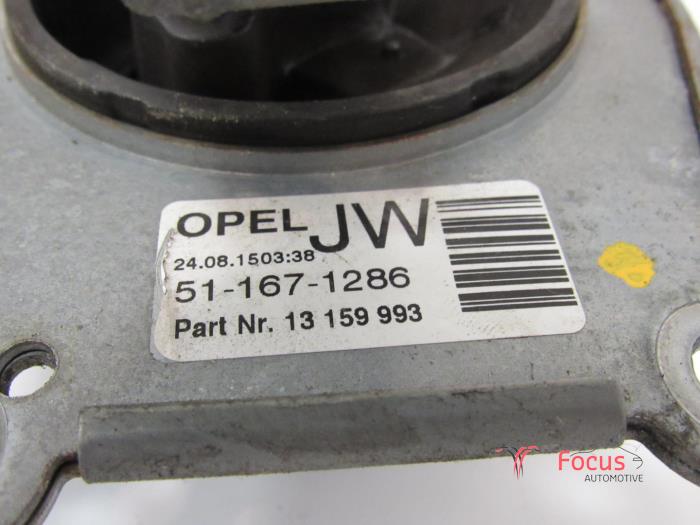 OPEL JW
24.08.1503:38
51-167-1286
Part Nr. 13 159 993
Focus
AUTOMOTIVE